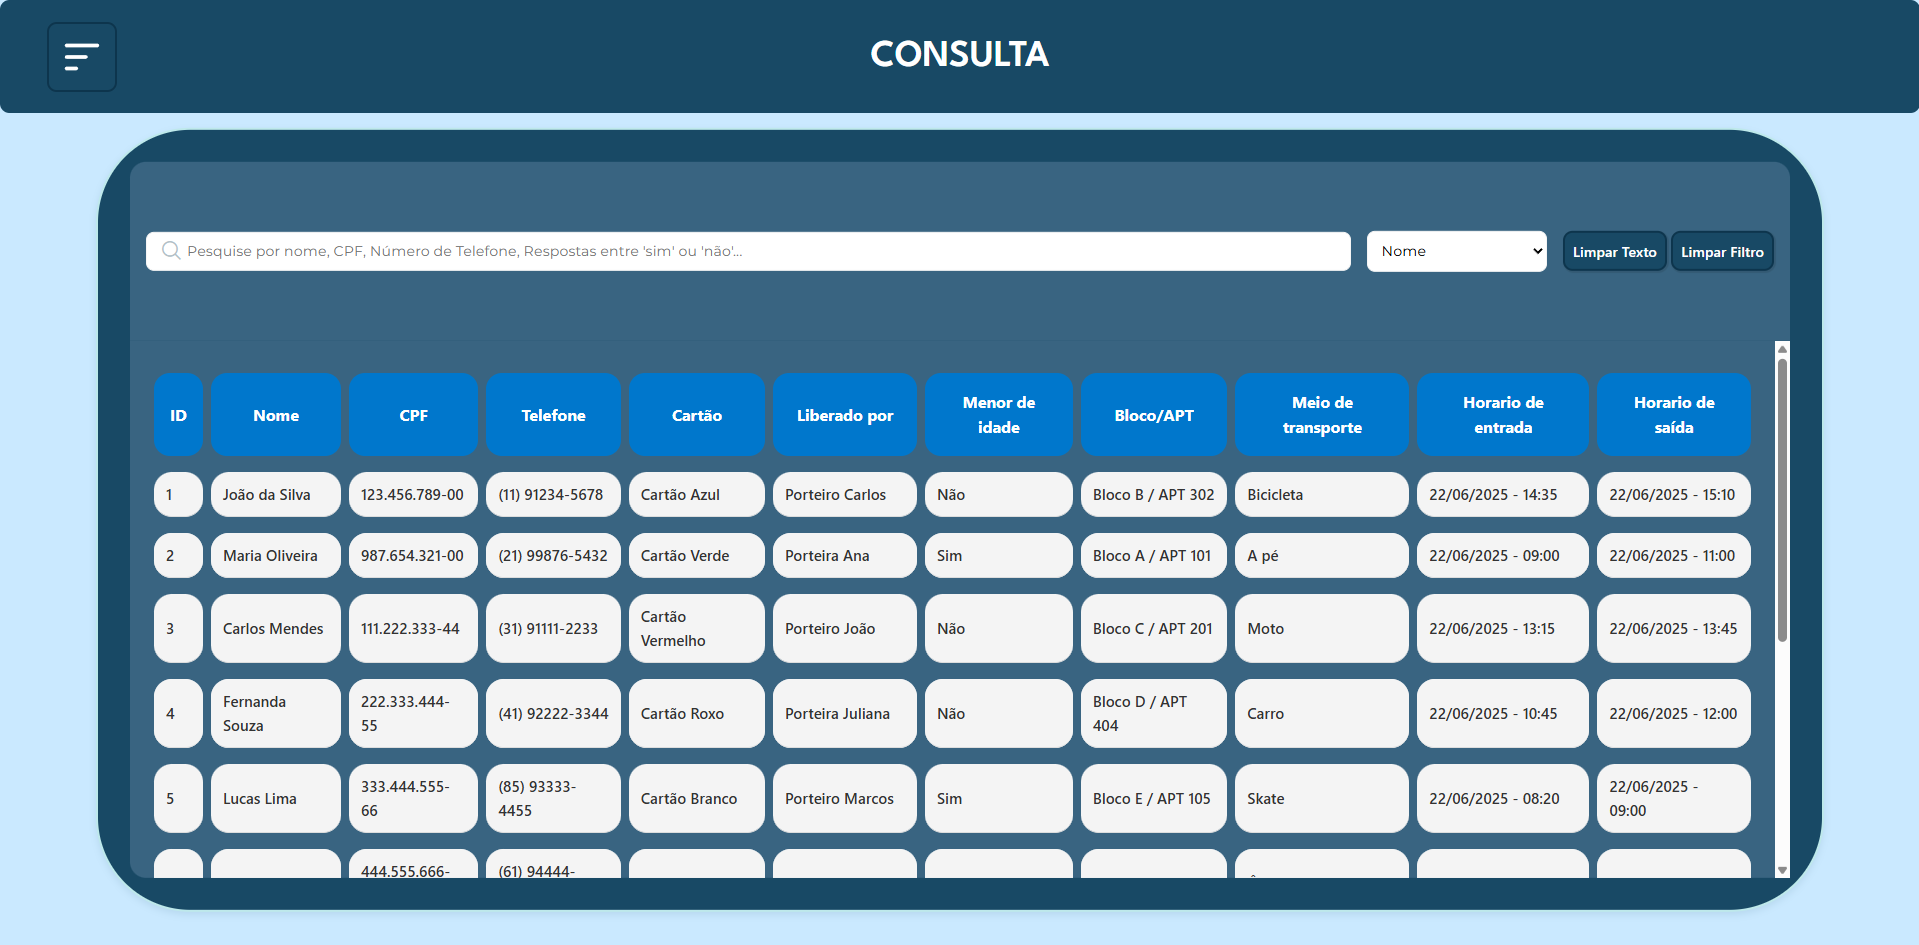 CONSULTA
Pesquise por nome, CPF, Número de Telefone, Respostas entre 'sim' ou 'não'...
Nome
Limpar Texto
Limpar Filtro
ID Nome CPF Telefone Cartão Liberado por Menor de idade Bloco/APT Meio de transporte Horario de entrada Horario de saída
1 João da Silva 123.456.789-00 (11) 91234-5678 Cartão Azul Porteiro Carlos Não Bloco B / APT 302 Bicicleta 22/06/2025 - 14:35 22/06/2025 - 15:10
2 Maria Oliveira 987.654.321-00 (21) 99876-5432 Cartão Verde Porteira Ana Sim Bloco A / APT 101 A pé 22/06/2025 - 09:00 22/06/2025 - 11:00
3 Carlos Mendes 111.222.333-44 (31) 91111-2233 Cartão Vermelho Porteiro João Não Bloco C / APT 201 Moto 22/06/2025 - 13:15 22/06/2025 - 13:45
4 Fernanda Souza 222.333.444-55 (41) 92222-3344 Cartão Roxo Porteira Juliana Não Bloco D / APT 404 Carro 22/06/2025 - 10:45 22/06/2025 - 12:00
5 Lucas Lima 333.444.555-66 (85) 93333-4455 Cartão Branco Porteiro Marcos Sim Bloco E / APT 105 Skate 22/06/2025 - 08:20 22/06/2025 - 09:00
444.555.666- (61) 94444-